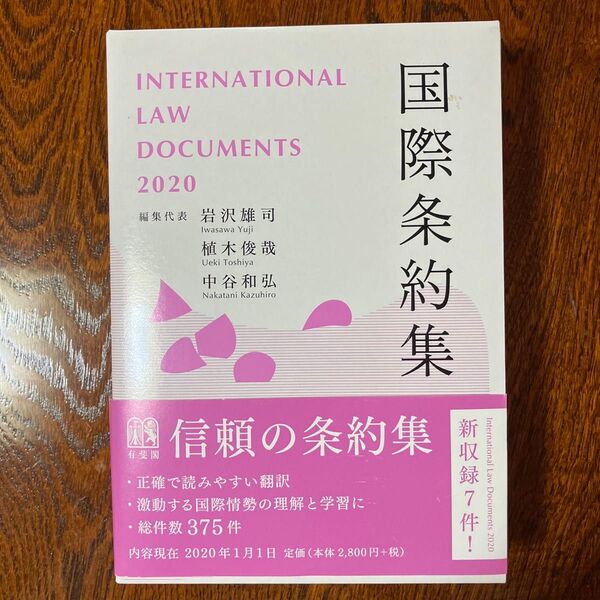 INTERNATIONAL
LAW
DOCUMENTS
2020
国際条約集
編集代表 岩沢雄司
Iwasawa Yuji
植木俊哉
Ueki Toshiya
中谷和弘
Nakatani Kazuhiro
有斐閣
信頼の条約集
・正確で読みやすい翻訳
・激動する国際情勢の理解と学習に
・総件数375件
内容現在 2020年1月1日 定価(本体2,800円+税)
新収録7件!
International Law Documents 2020